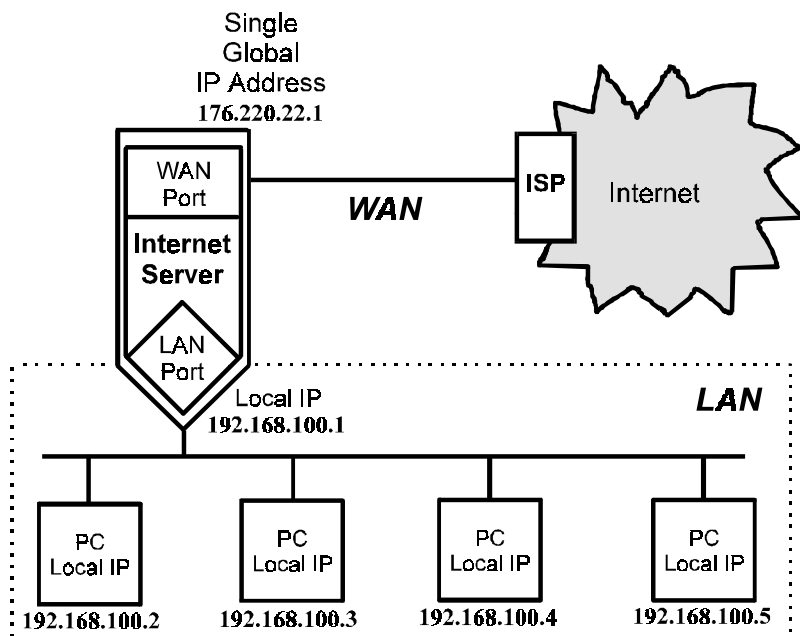 Single
Global
IP Address
176.220.22.1
WAN
Port
WAN
ISP
Internet
Internet
Server
LAN
Port
Local IP
192.168.100.1
LAN
PC
Local IP
192.168.100.2
PC
Local IP
192.168.100.3
PC
Local IP
192.168.100.4
PC
Local IP
192.168.100.5